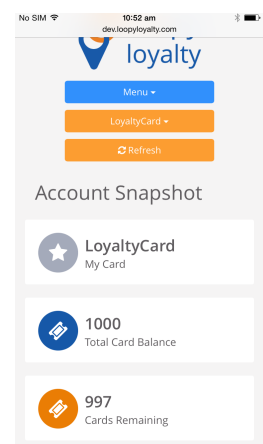 No SIM 10:52 am
dev.loopyloyalty.com
loyalty
Menu
LoyaltyCard
Refresh
Account Snapshot
LoyaltyCard
My Card
1000
Total Card Balance
997
Cards Remaining